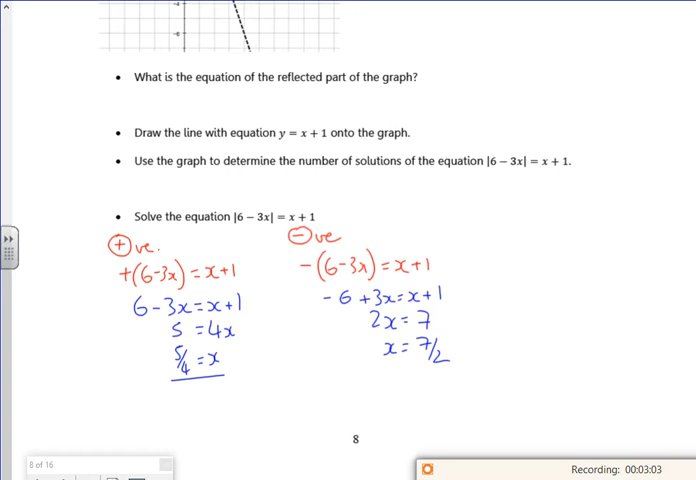 -4
-6
• What is the equation of the reflected part of the graph?
• Draw the line with equation y = x + 1 onto the graph.
• Use the graph to determine the number of solutions of the equation |6 – 3x| = x + 1.
• Solve the equation |6 – 3x| = x + 1
+ ve.
+(6-3x) = x+1
6-3x = x+1
5 = 4x
5/4 = x
- ve
-(6-3x) = x+1
-6+3x = x+1
2x = 7
x = 7/2
8
8 of 16
Recording: 00:03:03